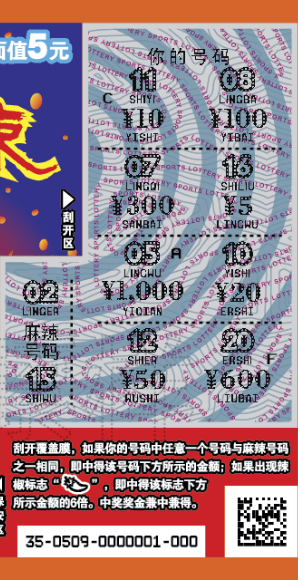 面值5元
你的号码
11 08
C SHIYI LINGBA
¥10 ¥100
YISHI YIBAI
07 16
LINGQI SHILIU
¥300 ¥5
SANBAI LINGWU
刮开区
05 A 10
LINGWU YISHI
¥1,000 ¥20
YIQIAN ERSHI
02
LINGER
麻辣
号码
15
SHIWU
12 20
SHIER ERSHI F
¥50 ¥600
WUSHI LIUBAI
刮开覆盖膜，如果你的号码中任意一个号码与麻辣号码
之一相同，即中得该号码下方所示的金额；如果出现辣
椒标志“ ”，即中得该标志下方
所示金额的6倍。中奖奖金兼中兼得。
保安区
35-0509-0000001-000